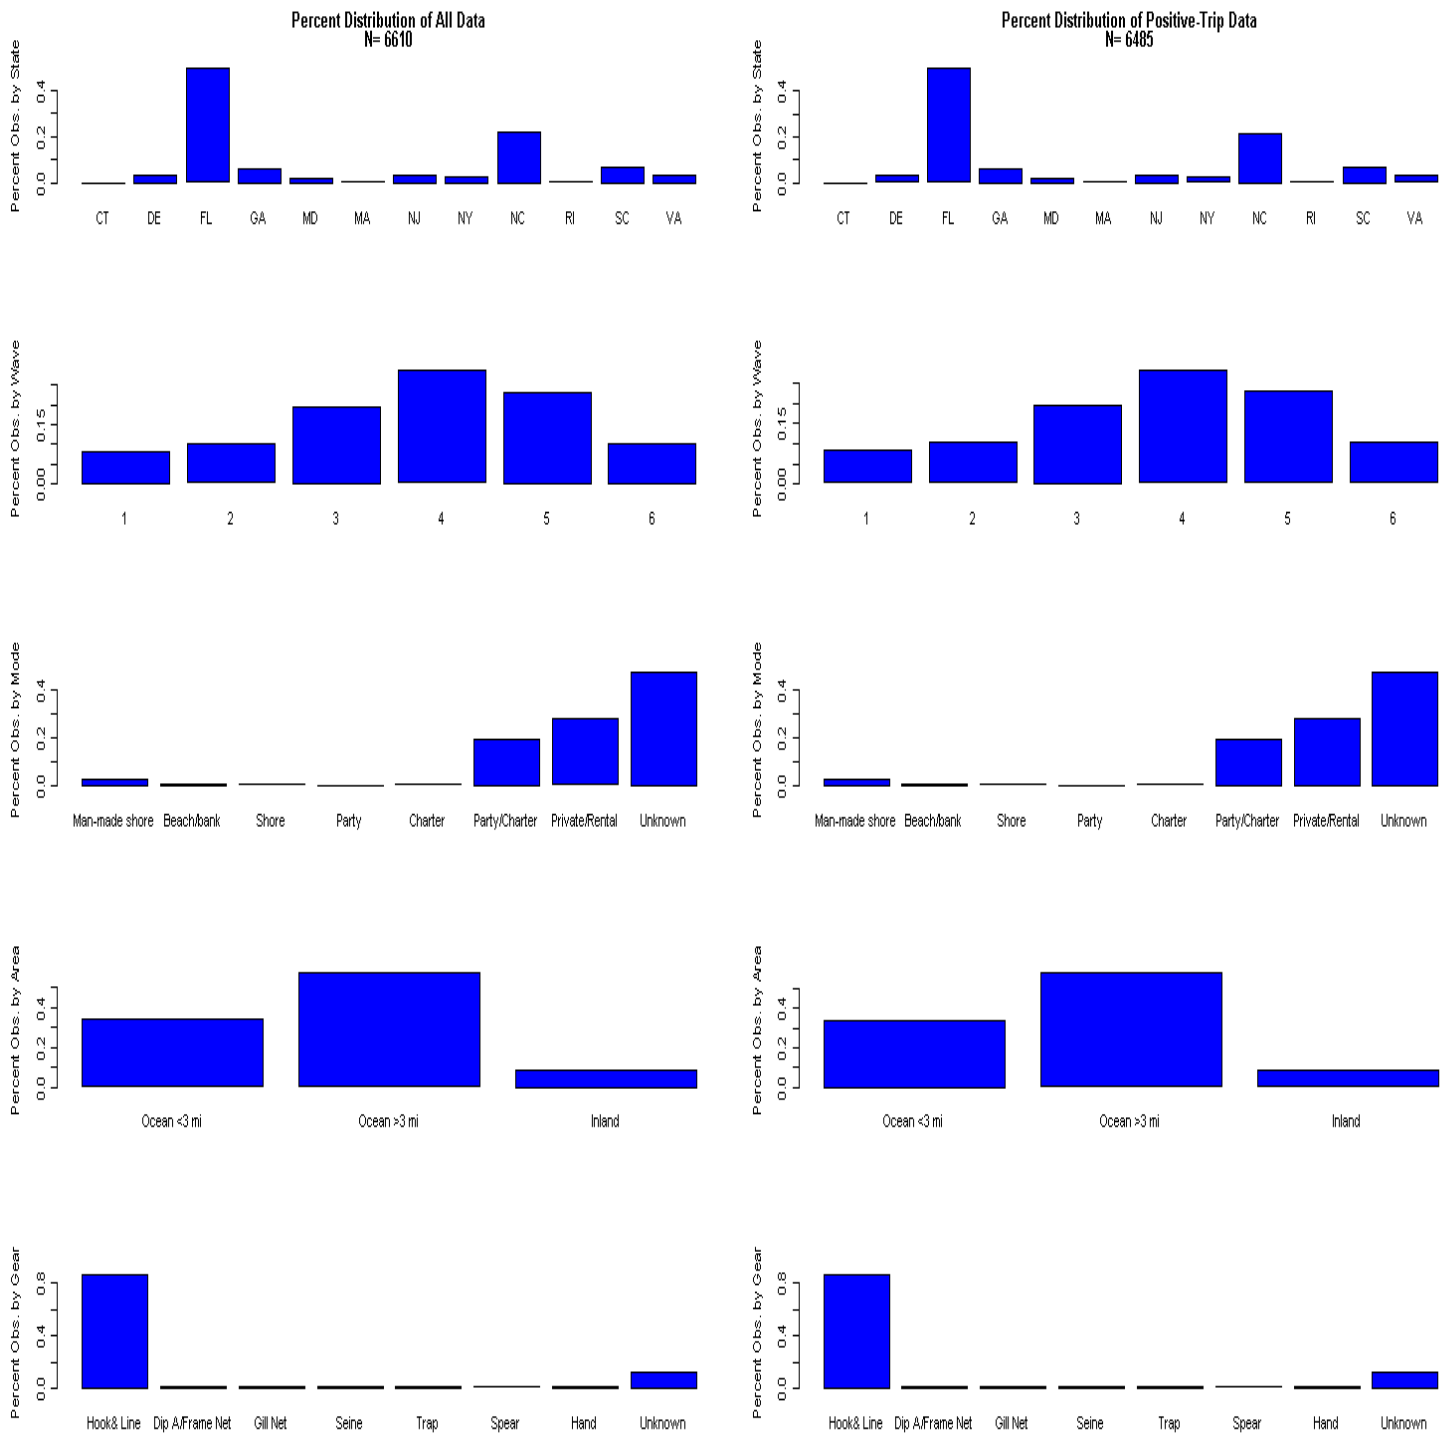 Percent Distribution of All Data
N= 6610
Percent Obs. by State
0.0 0.2 0.4
CT DE FL GA MD MA NJ NY NC RI SC VA
Percent Obs. by Wave
0.00 0.15
1 2 3 4 5 6
Percent Obs. by Mode
0.0 0.2 0.4
Man-made shore Beach/bank Shore Party Charter Party/Charter Private/Rental Unknown
Percent Obs. by Area
0.0 0.2 0.4
Ocean <3 mi Ocean >3 mi Inland
Percent Obs. by Gear
0.0 0.4 0.8
Hook& Line Dip A/Frame Net Gill Net Seine Trap Spear Hand Unknown
Percent Distribution of Positive-Trip Data
N= 6485
Percent Obs. by State
0.0 0.2 0.4
CT DE FL GA MD MA NJ NY NC RI SC VA
Percent Obs. by Wave
0.00 0.15
1 2 3 4 5 6
Percent Obs. by Mode
0.0 0.2 0.4
Man-made shore Beach/bank Shore Party Charter Party/Charter Private/Rental Unknown
Percent Obs. by Area
0.0 0.2 0.4
Ocean <3 mi Ocean >3 mi Inland
Percent Obs. by Gear
0.0 0.4 0.8
Hook& Line Dip A/Frame Net Gill Net Seine Trap Spear Hand Unknown